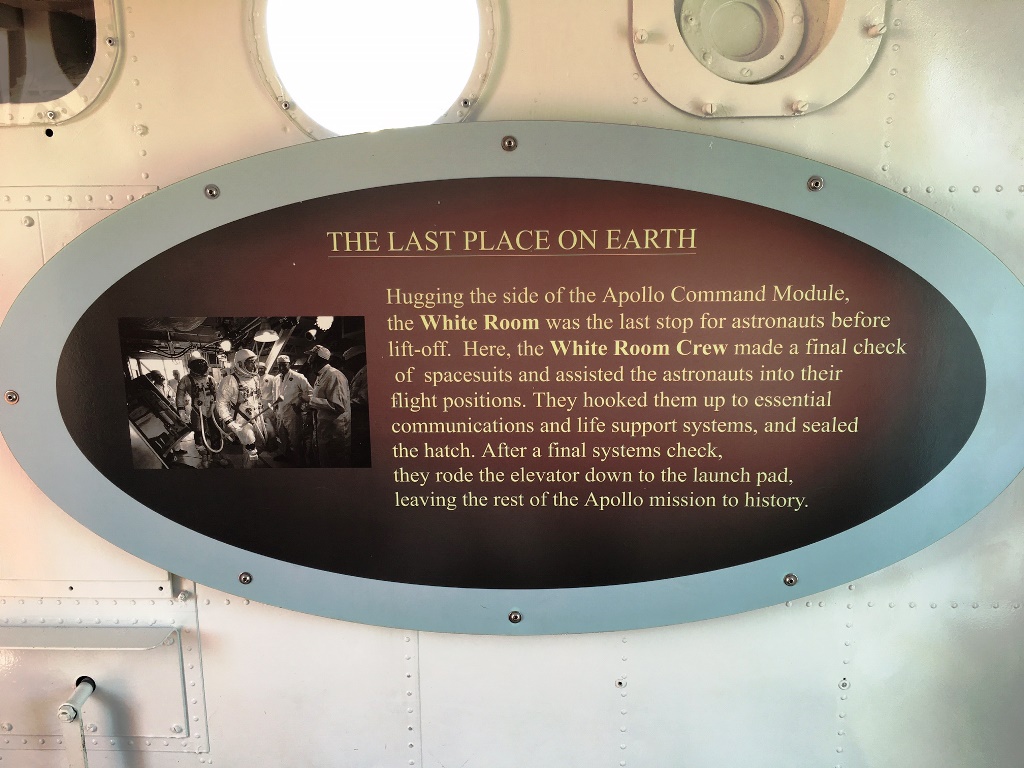 THE LAST PLACE ON EARTH
Hugging the side of the Apollo Command Module,
the White Room was the last stop for astronauts before
lift-off. Here, the White Room Crew made a final check
of spacesuits and assisted the astronauts into their
flight positions. They hooked them up to essential
communications and life support systems, and sealed
the hatch. After a final systems check,
they rode the elevator down to the launch pad,
leaving the rest of the Apollo mission to history.